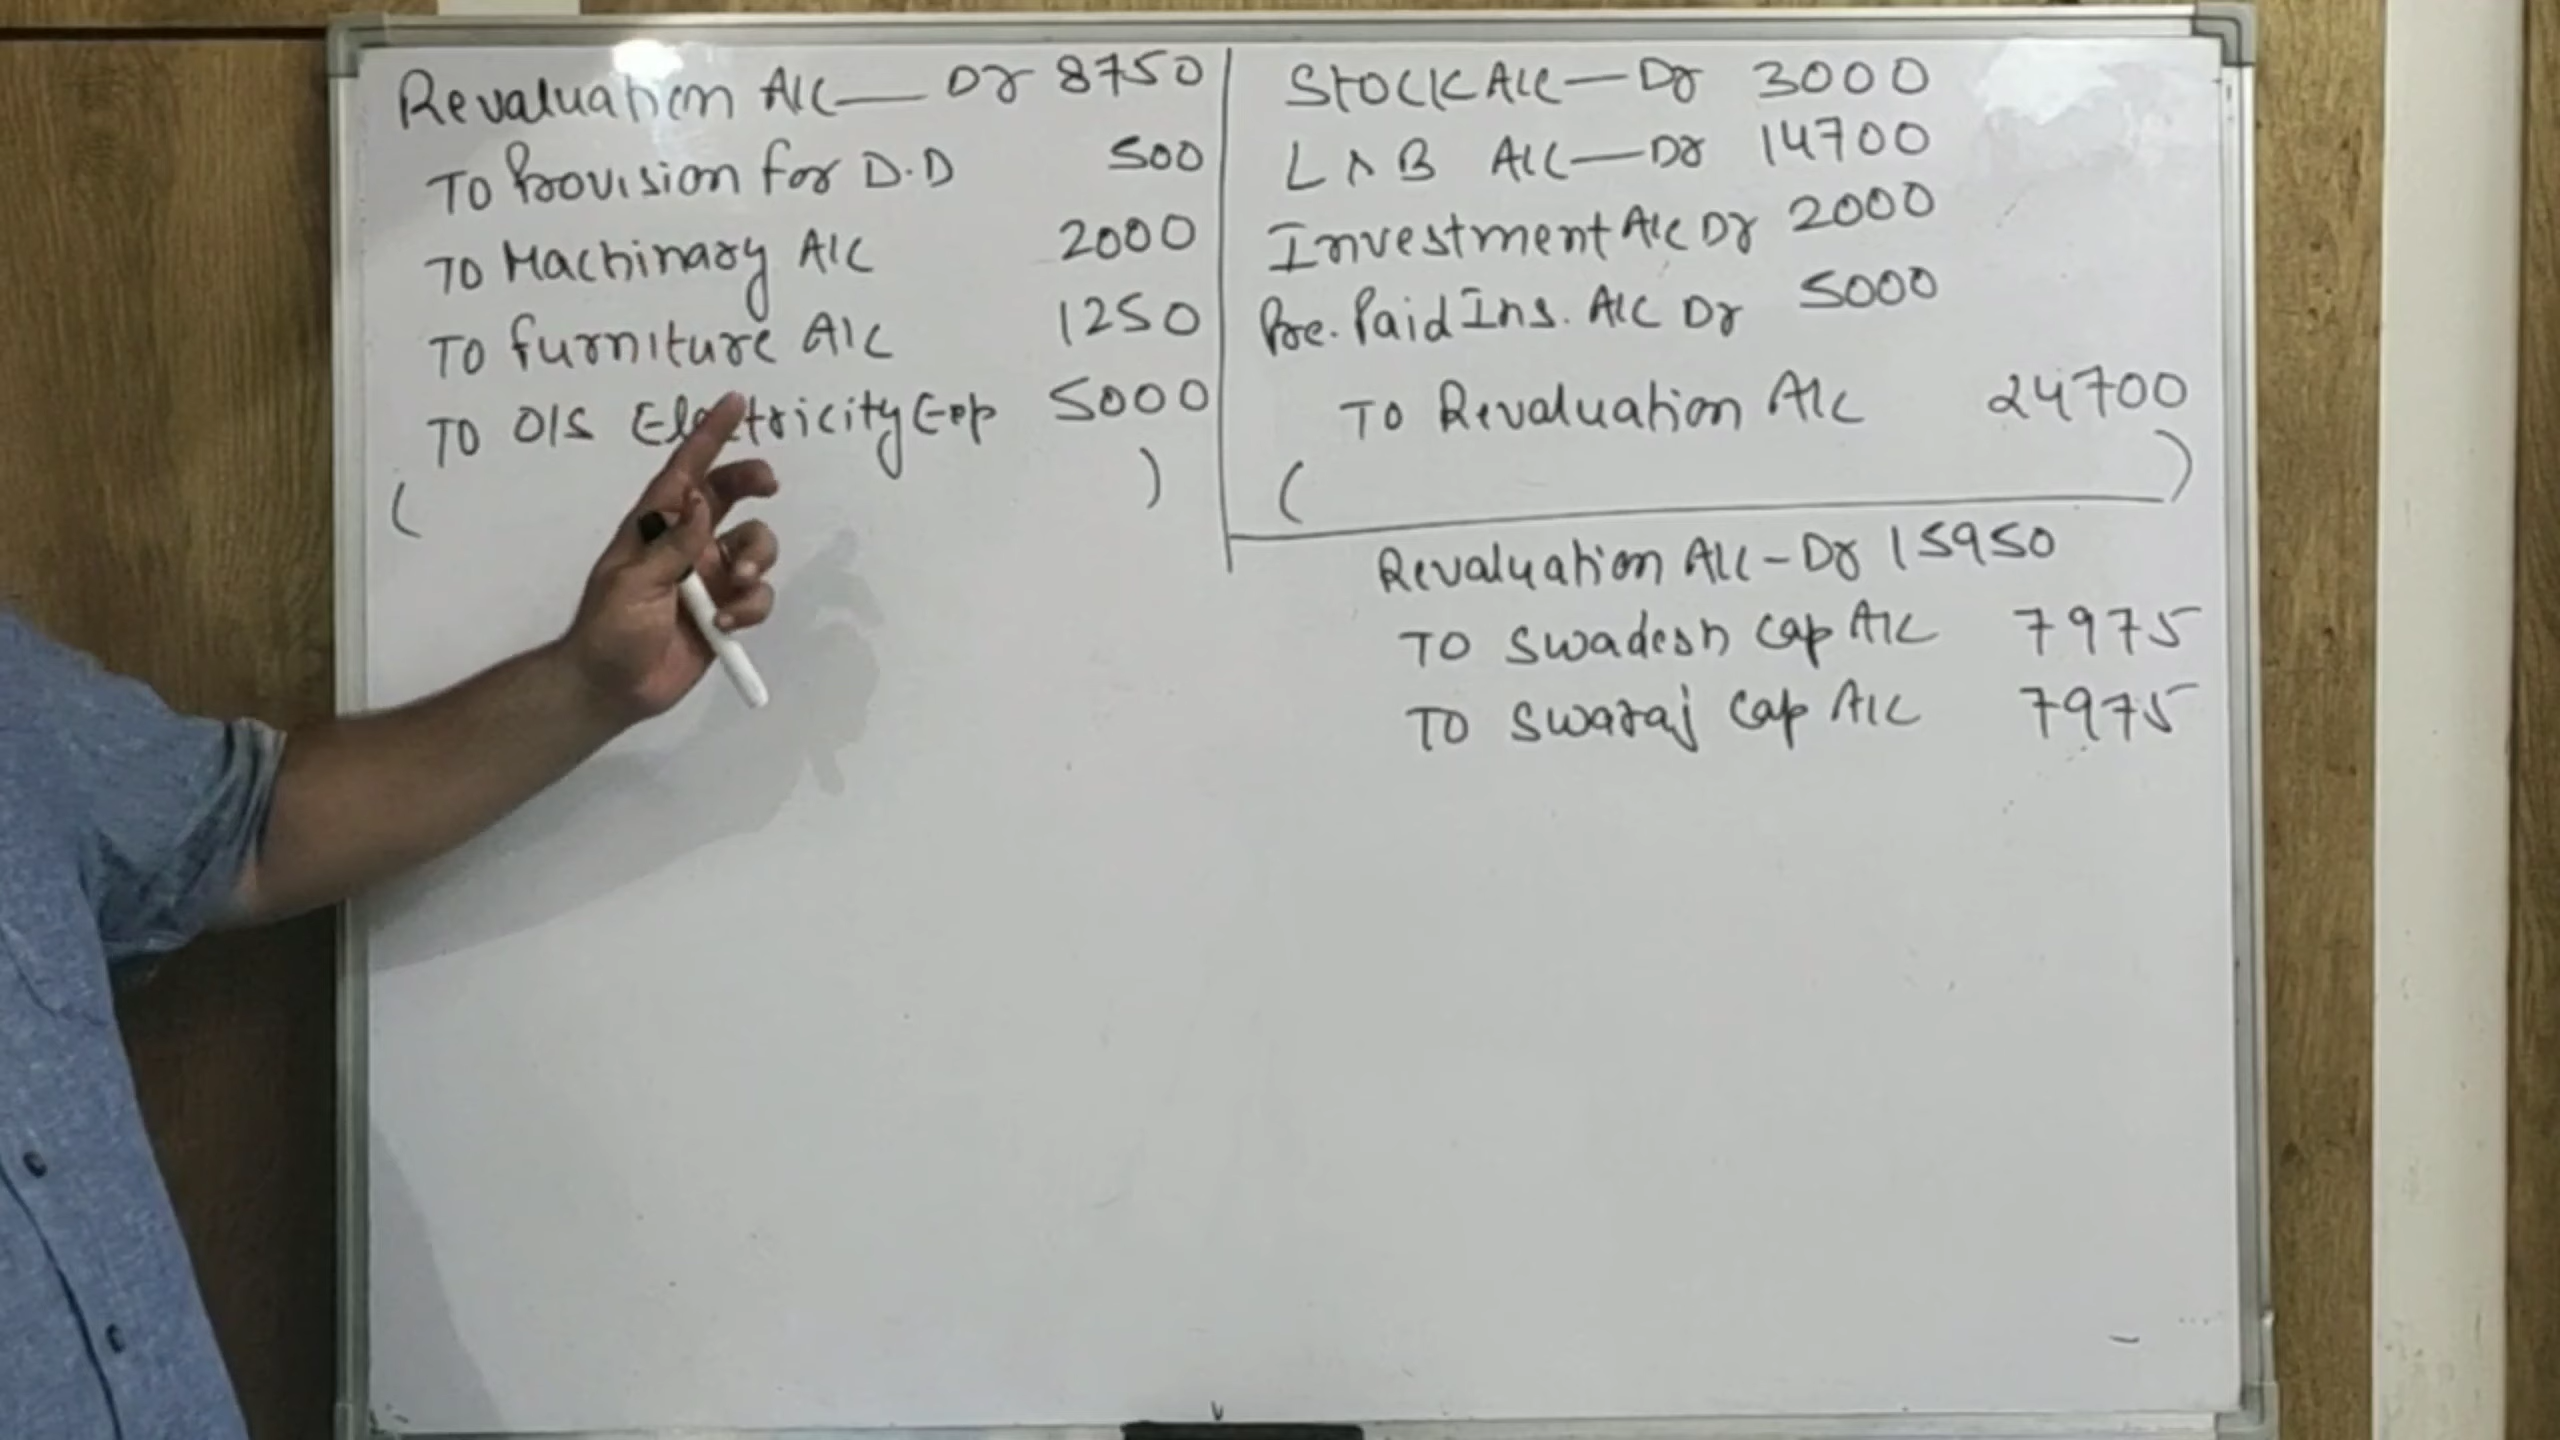 Revaluation A/C — Dr 8750
To Provision for D.D 500
To Machinary A/C 2000
To furniture A/C 1250
To O/S Electricity Exp 5000
( )
Stock A/C — Dr 3000
L & B A/C — Dr 14700
Investment A/C Dr 2000
Pre. Paid Ins. A/C Dr 5000
To Revaluation A/C 24700
( )
Revaluation A/C - Dr 15950
To Swadesh Cap A/C 7975
To Swaraj Cap A/C 7975